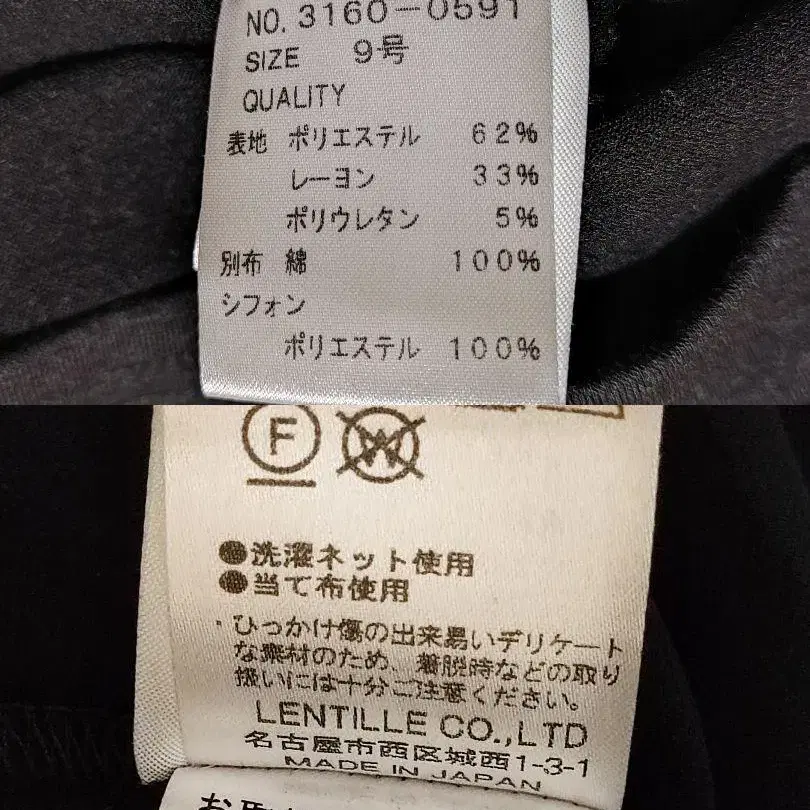 NO. 3160-0591
SIZE 9号
QUALITY
表地 ポリエステル 62%
レーヨン 33%
ポリウレタン 5%
別布 綿 100%
シフォン
ポリエステル 100%
F W
●洗濯ネット使用
●当て布使用
・ひっかけ傷の出来易いデリケート
な素材のため、着脱時などの取り
扱いには十分ご注意ください。
LENTILLE CO.,LTD
名古屋市西区城西1-3-1
MADE IN JAPAN